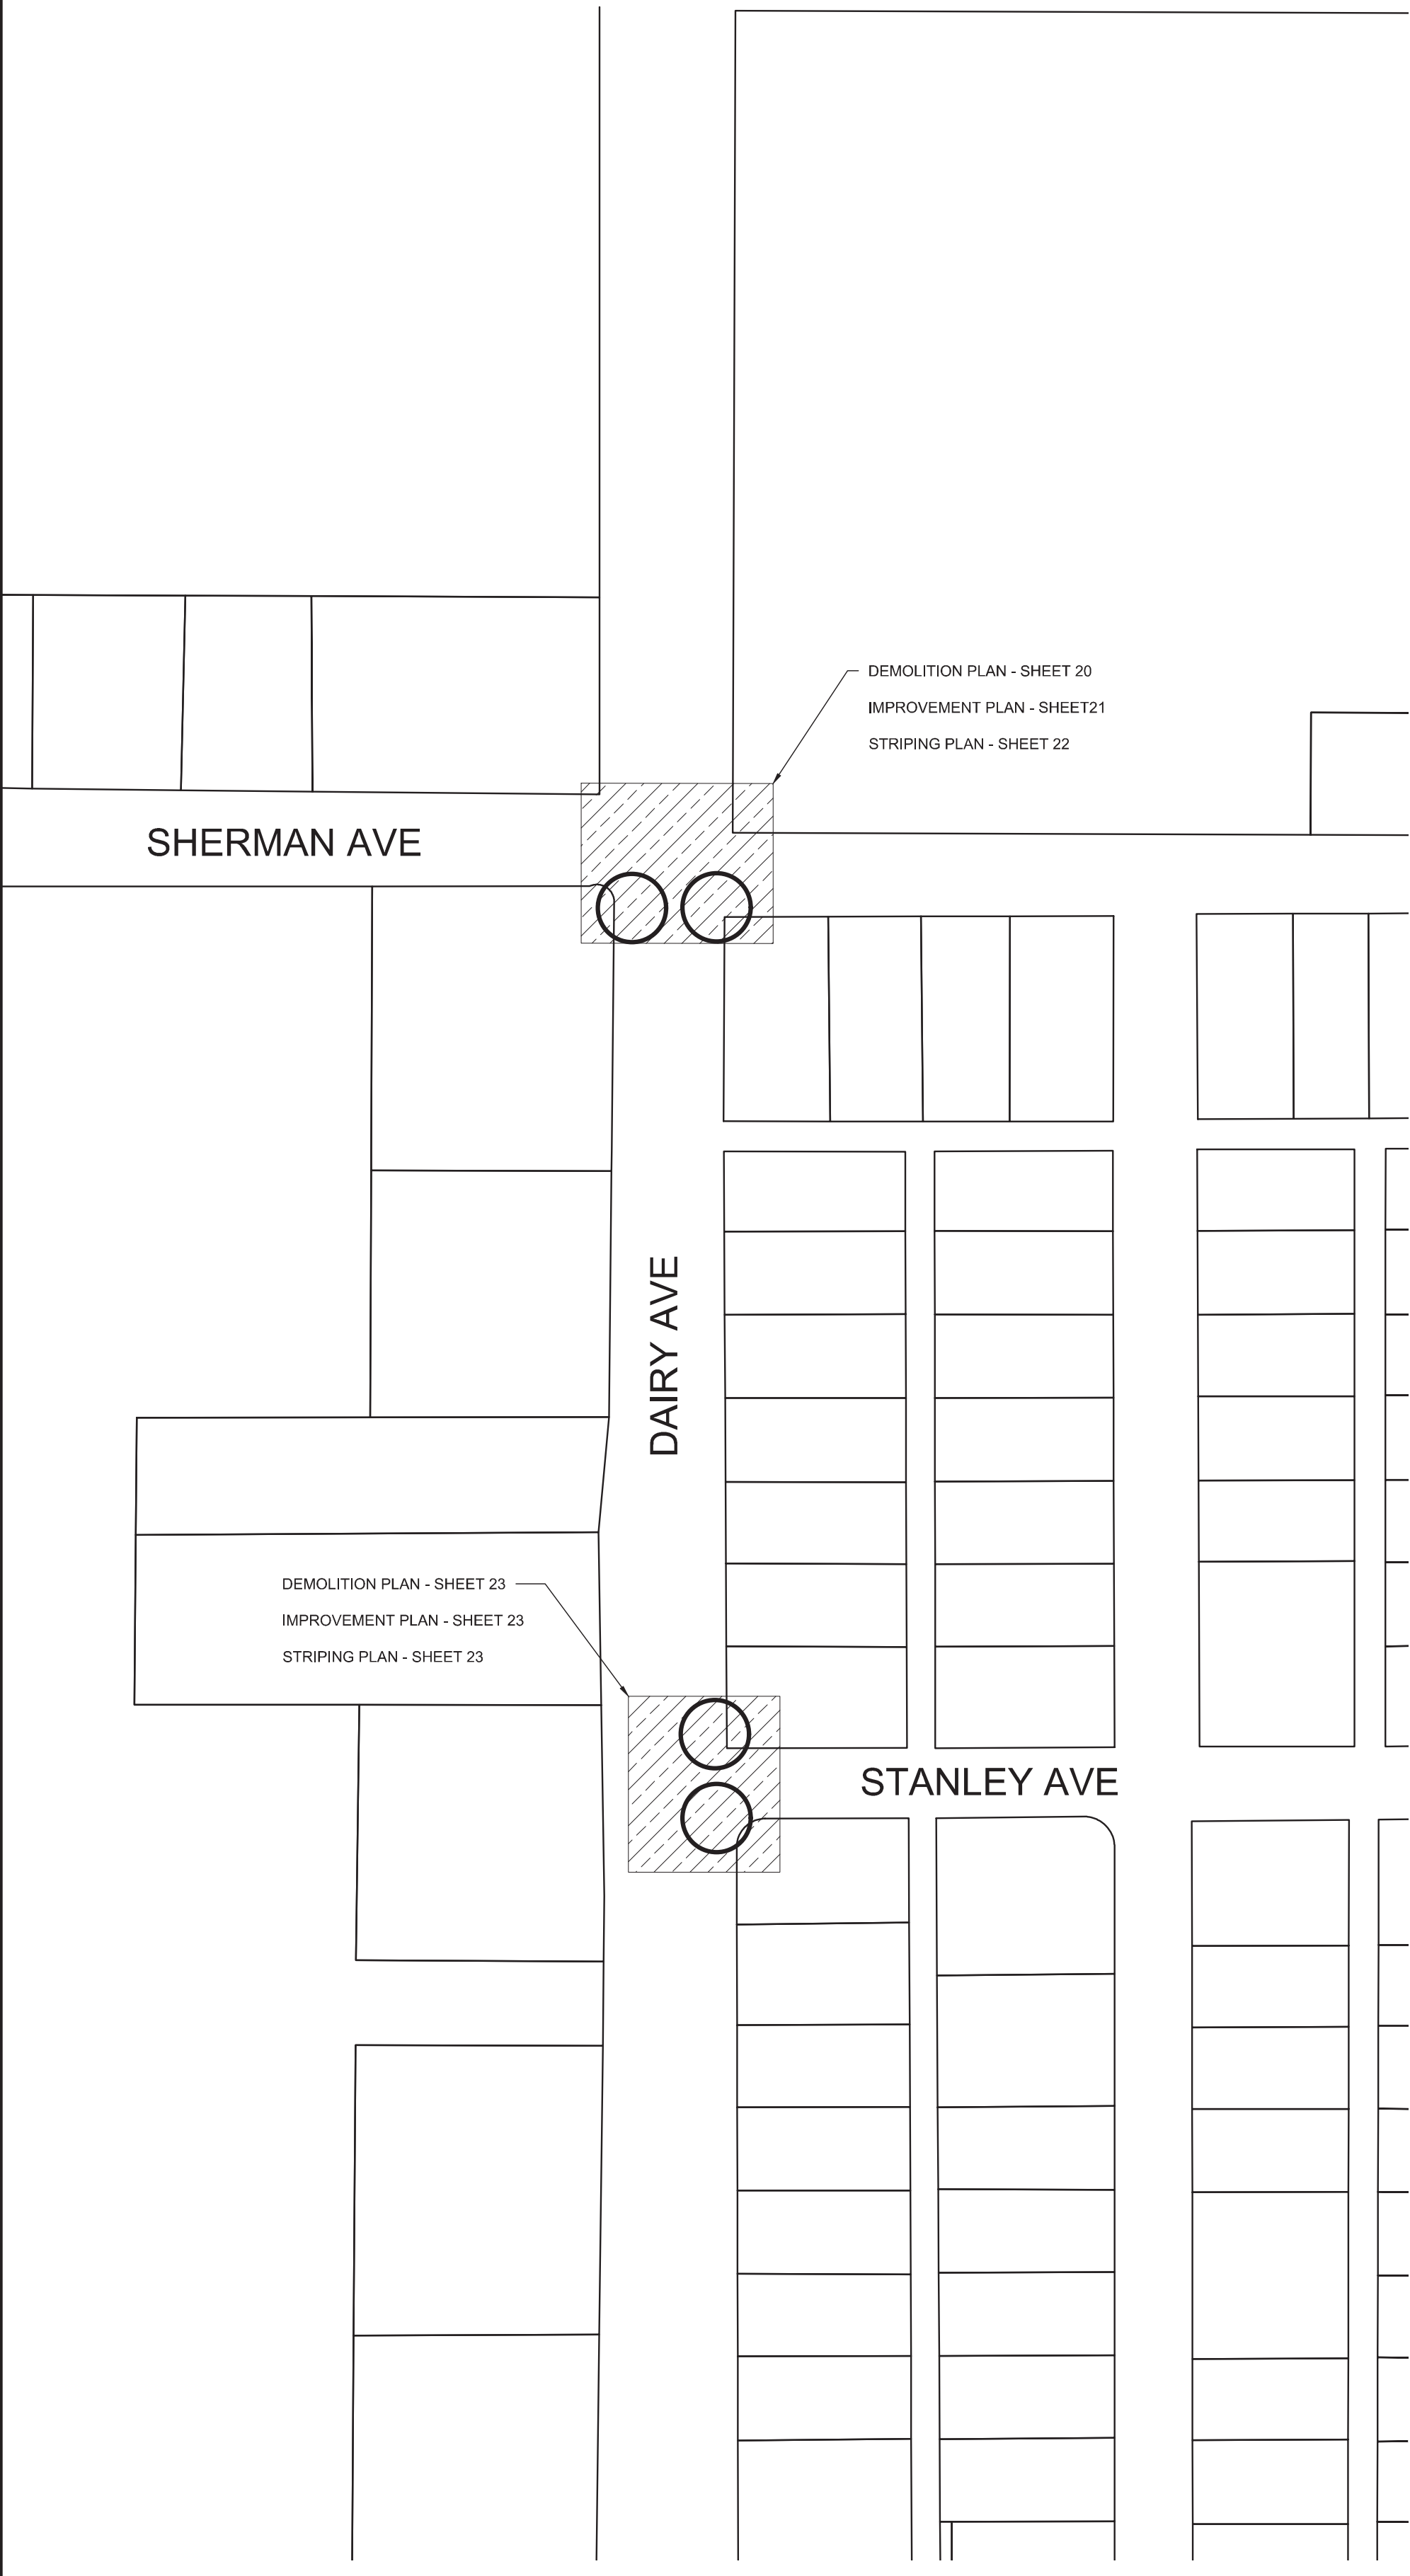 DEMOLITION PLAN - SHEET 20
IMPROVEMENT PLAN - SHEET21
STRIPING PLAN - SHEET 22
SHERMAN AVE
DAIRY AVE
DEMOLITION PLAN - SHEET 23
IMPROVEMENT PLAN - SHEET 23
STRIPING PLAN - SHEET 23
STANLEY AVE